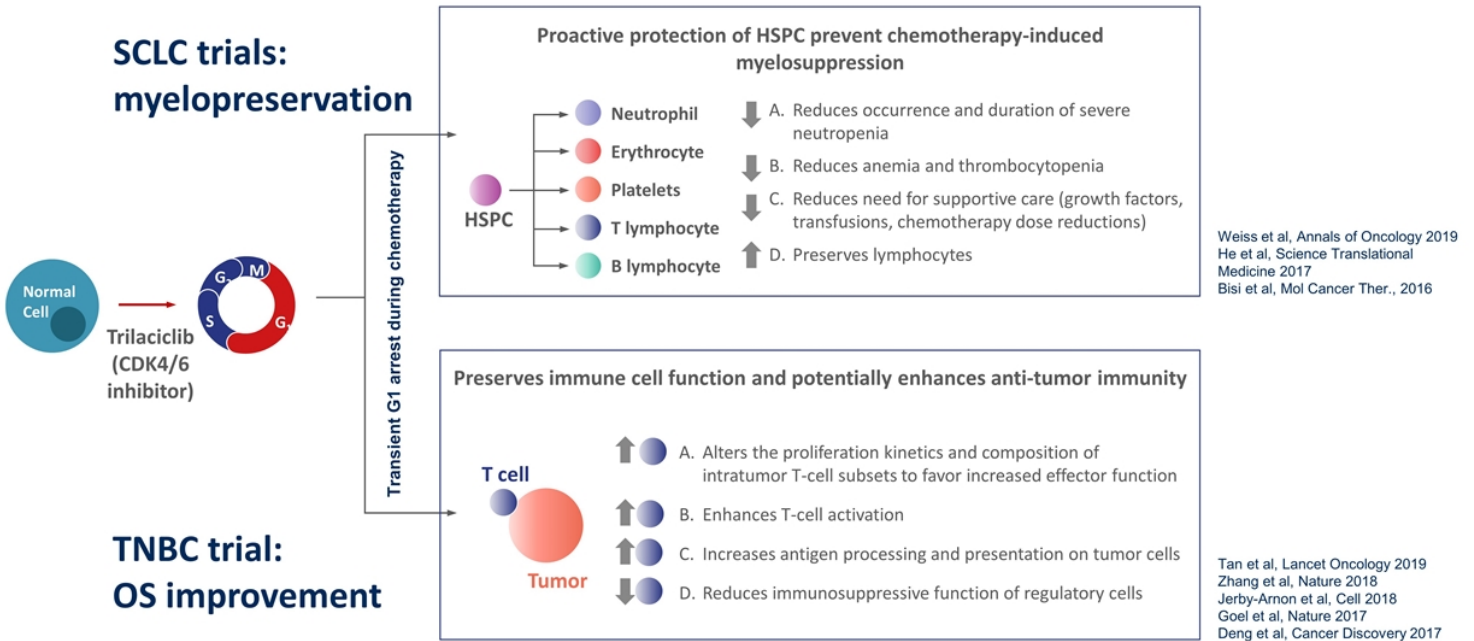 SCLC trials:
myelopreservation
Normal
Cell
Trilaciclib
(CDK4/6
inhibitor)
G₁
M
S
G₁
Transient G1 arrest during chemotherapy
Proactive protection of HSPC prevent chemotherapy-induced
myelosuppression
HSPC
Neutrophil
Erythrocyte
Platelets
T lymphocyte
B lymphocyte
A. Reduces occurrence and duration of severe
neutropenia
B. Reduces anemia and thrombocytopenia
C. Reduces need for supportive care (growth factors,
transfusions, chemotherapy dose reductions)
D. Preserves lymphocytes
Weiss et al, Annals of Oncology 2019
He et al, Science Translational
Medicine 2017
Bisi et al, Mol Cancer Ther., 2016
TNBC trial:
OS improvement
Preserves immune cell function and potentially enhances anti-tumor immunity
T cell
Tumor
A. Alters the proliferation kinetics and composition of
intratumor T-cell subsets to favor increased effector function
B. Enhances T-cell activation
C. Increases antigen processing and presentation on tumor cells
D. Reduces immunosuppressive function of regulatory cells
Tan et al, Lancet Oncology 2019
Zhang et al, Nature 2018
Jerby-Arnon et al, Cell 2018
Goel et al, Nature 2017
Deng et al, Cancer Discovery 2017